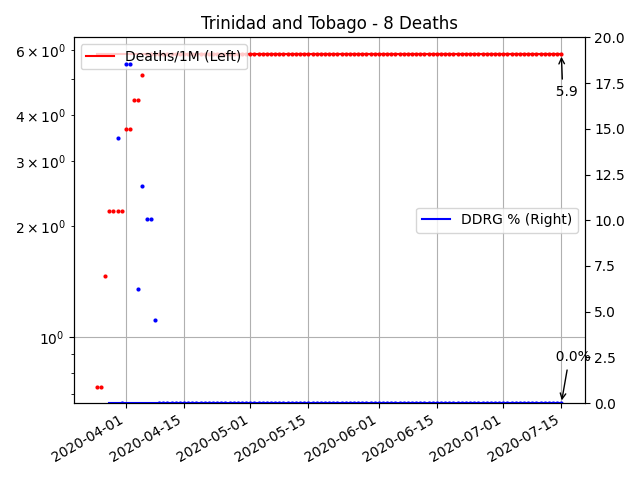 Trinidad and Tobago - 8 Deaths
Deaths/1M (Left)
DDRG % (Right)
5.9
0.0%
6 × 10⁰
4 × 10⁰
3 × 10⁰
2 × 10⁰
10⁰
20.0
17.5
15.0
12.5
10.0
7.5
5.0
2.5
0.0
2020-04-01
2020-04-15
2020-05-01
2020-05-15
2020-06-01
2020-06-15
2020-07-01
2020-07-15